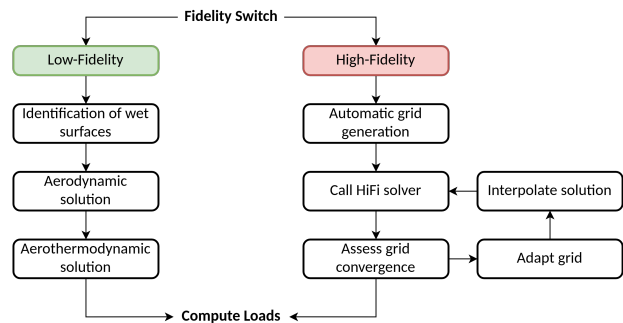 Fidelity Switch
Low-Fidelity
High-Fidelity
Identification of wet
surfaces
Automatic grid
generation
Aerodynamic
solution
Call HiFi solver
Interpolate solution
Aerothermodynamic
solution
Assess grid
convergence
Adapt grid
Compute Loads